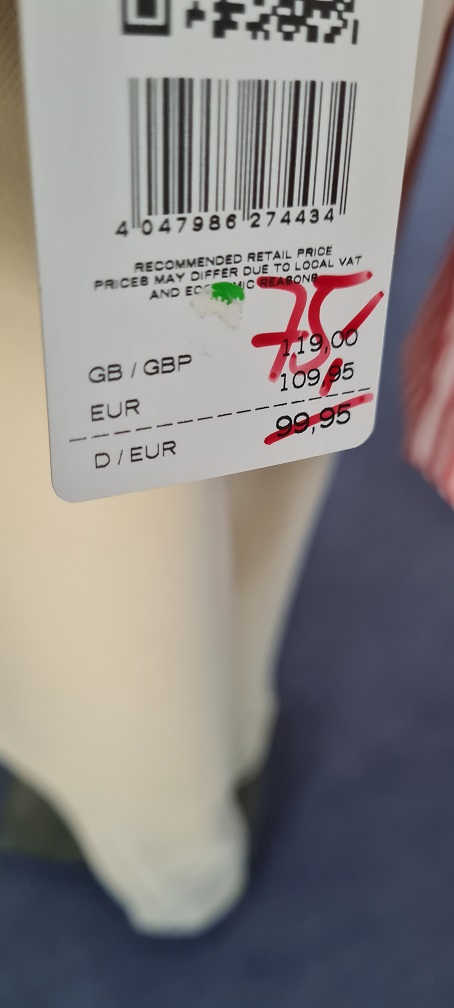 4 047986 274434
RECOMMENDED RETAIL PRICE
PRICES MAY DIFFER DUE TO LOCAL VAT
AND REASONS
75,
GB / GBP 119,00
EUR 109,95
D / EUR 99,95